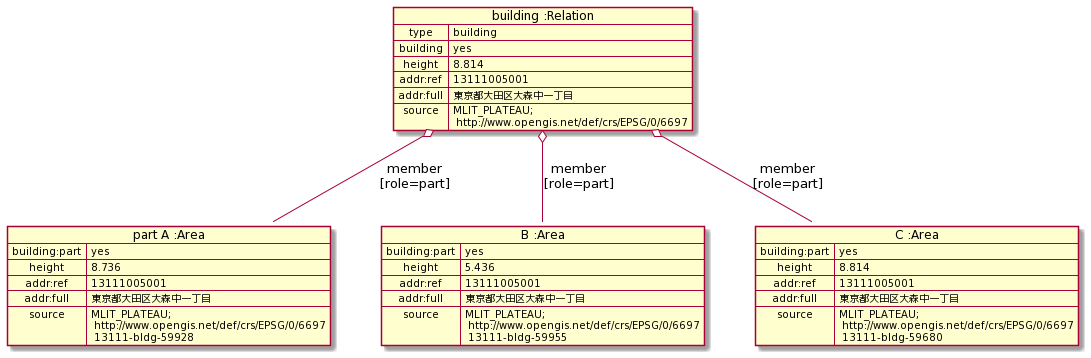 building :Relation
type building
building yes
height 8.814
addr:ref 13111005001
addr:full 東京都大田区大森中一丁目
source MLIT_PLATEAU;
http://www.opengis.net/def/crs/EPSG/0/6697
member
[role=part]
member
[role=part]
member
[role=part]
part A :Area
building:part yes
height 8.736
addr:ref 13111005001
addr:full 東京都大田区大森中一丁目
source MLIT_PLATEAU;
http://www.opengis.net/def/crs/EPSG/0/6697
13111-bldg-59928
B :Area
building:part yes
height 5.436
addr:ref 13111005001
addr:full 東京都大田区大森中一丁目
source MLIT_PLATEAU;
http://www.opengis.net/def/crs/EPSG/0/6697
13111-bldg-59955
C :Area
building:part yes
height 8.814
addr:ref 13111005001
addr:full 東京都大田区大森中一丁目
source MLIT_PLATEAU;
http://www.opengis.net/def/crs/EPSG/0/6697
13111-bldg-59680